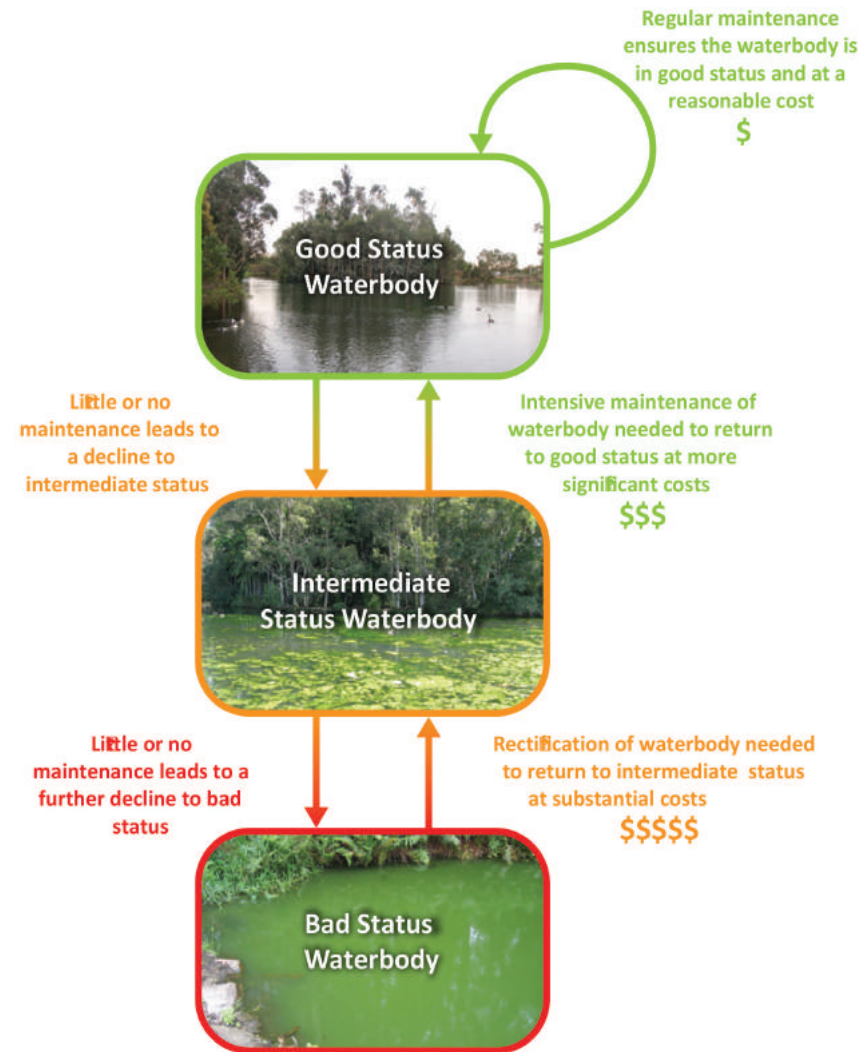 Regular maintenance
ensures the waterbody is
in good status and at a
reasonable cost
$
Good Status
Waterbody
Little or no
maintenance leads to
a decline to
intermediate status
Intensive maintenance of
waterbody needed to return
to good status at more
significant costs
$$$
Intermediate
Status Waterbody
Little or no
maintenance leads to a
further decline to bad
status
Rectification of waterbody needed
to return to intermediate status
at substantial costs
$$$$$
Bad Status
Waterbody